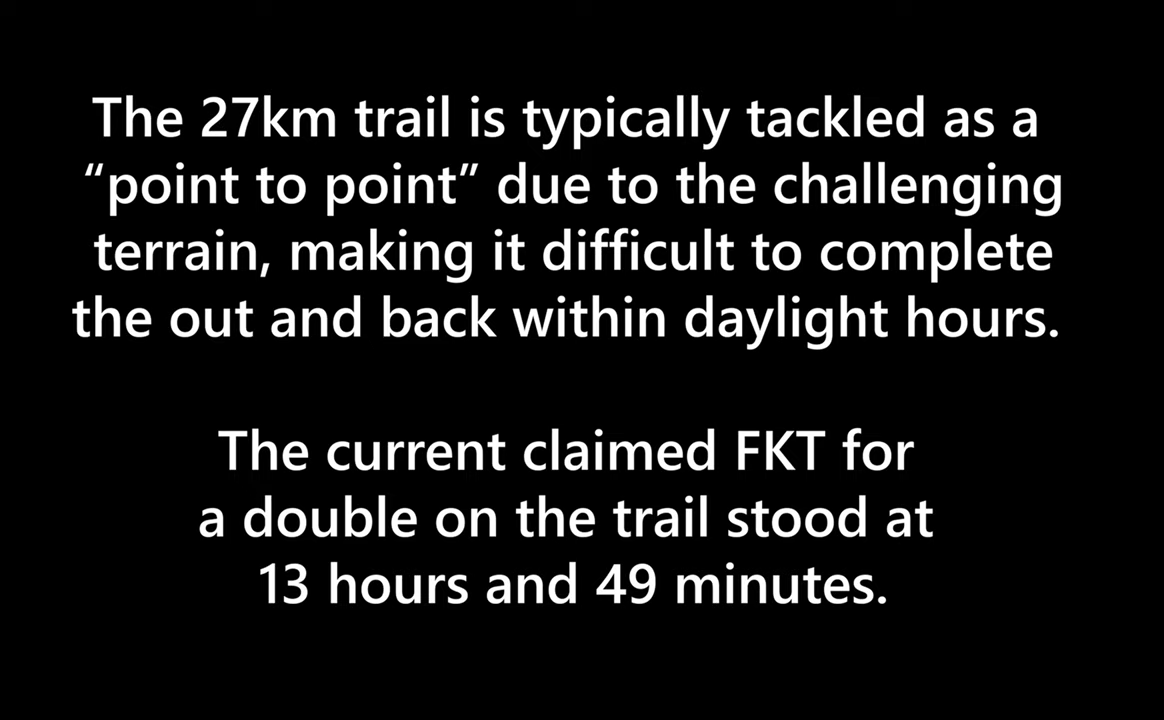 The 27km trail is typically tackled as a
“point to point” due to the challenging
terrain, making it difficult to complete
the out and back within daylight hours.
The current claimed FKT for
a double on the trail stood at
13 hours and 49 minutes.